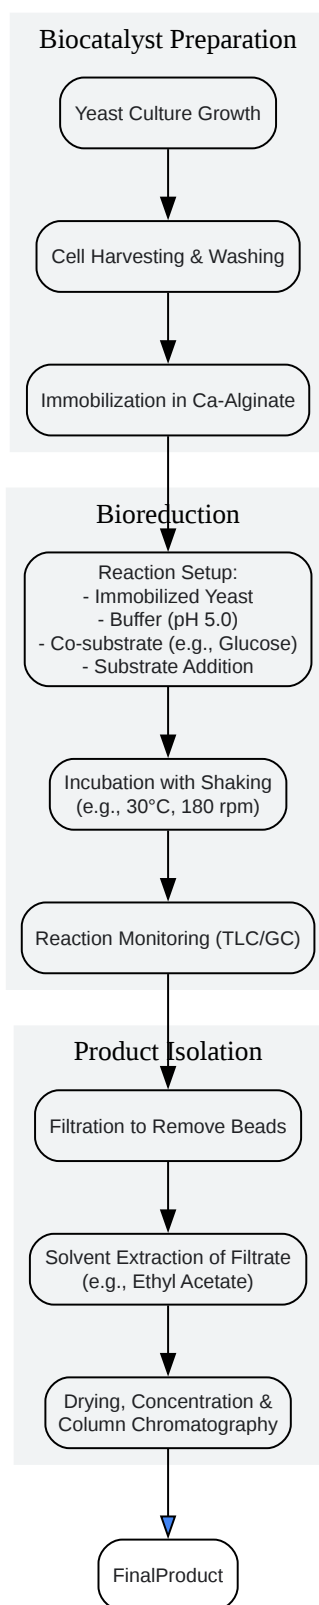 Biocatalyst Preparation
Yeast Culture Growth
Cell Harvesting & Washing
Immobilization in Ca-Alginate
Bioreduction
Reaction Setup:
- Immobilized Yeast
- Buffer (pH 5.0)
- Co-substrate (e.g., Glucose)
- Substrate Addition
Incubation with Shaking
(e.g., 30°C, 180 rpm)
Reaction Monitoring (TLC/GC)
Product Isolation
Filtration to Remove Beads
Solvent Extraction of Filtrate
(e.g., Ethyl Acetate)
Drying, Concentration &
Column Chromatography
FinalProduct